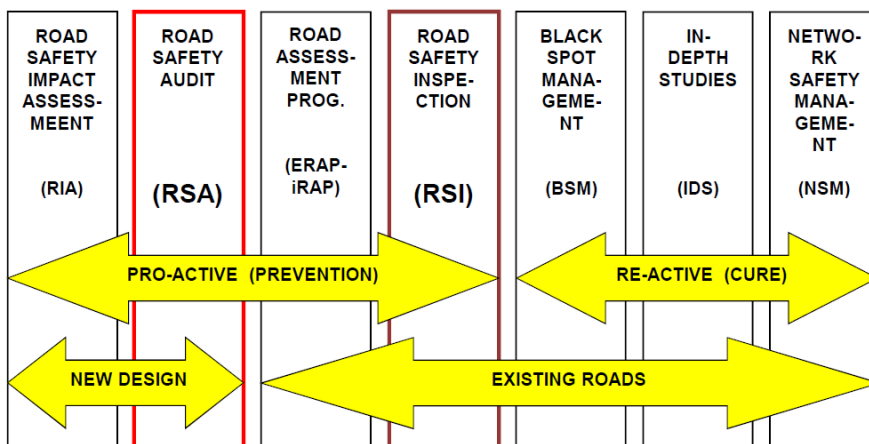 ROAD
SAFETY
IMPACT
ASSESS-
MEENT
(RIA)
ROAD
SAFETY
AUDIT
(RSA)
ROAD
ASSESS-
MENT
PROG.
(ERAP-
iRAP)
ROAD
SAFETY
INSPE-
CTION
(RSI)
BLACK
SPOT
MANA-
GEME-
NT
(BSM)
IN-
DEPTH
STUDIES
(IDS)
NETWO-
RK
SAFETY
MANA-
GEME-
NT
(NSM)
PRO-ACTIVE (PREVENTION)
RE-ACTIVE (CURE)
NEW DESIGN
EXISTING ROADS